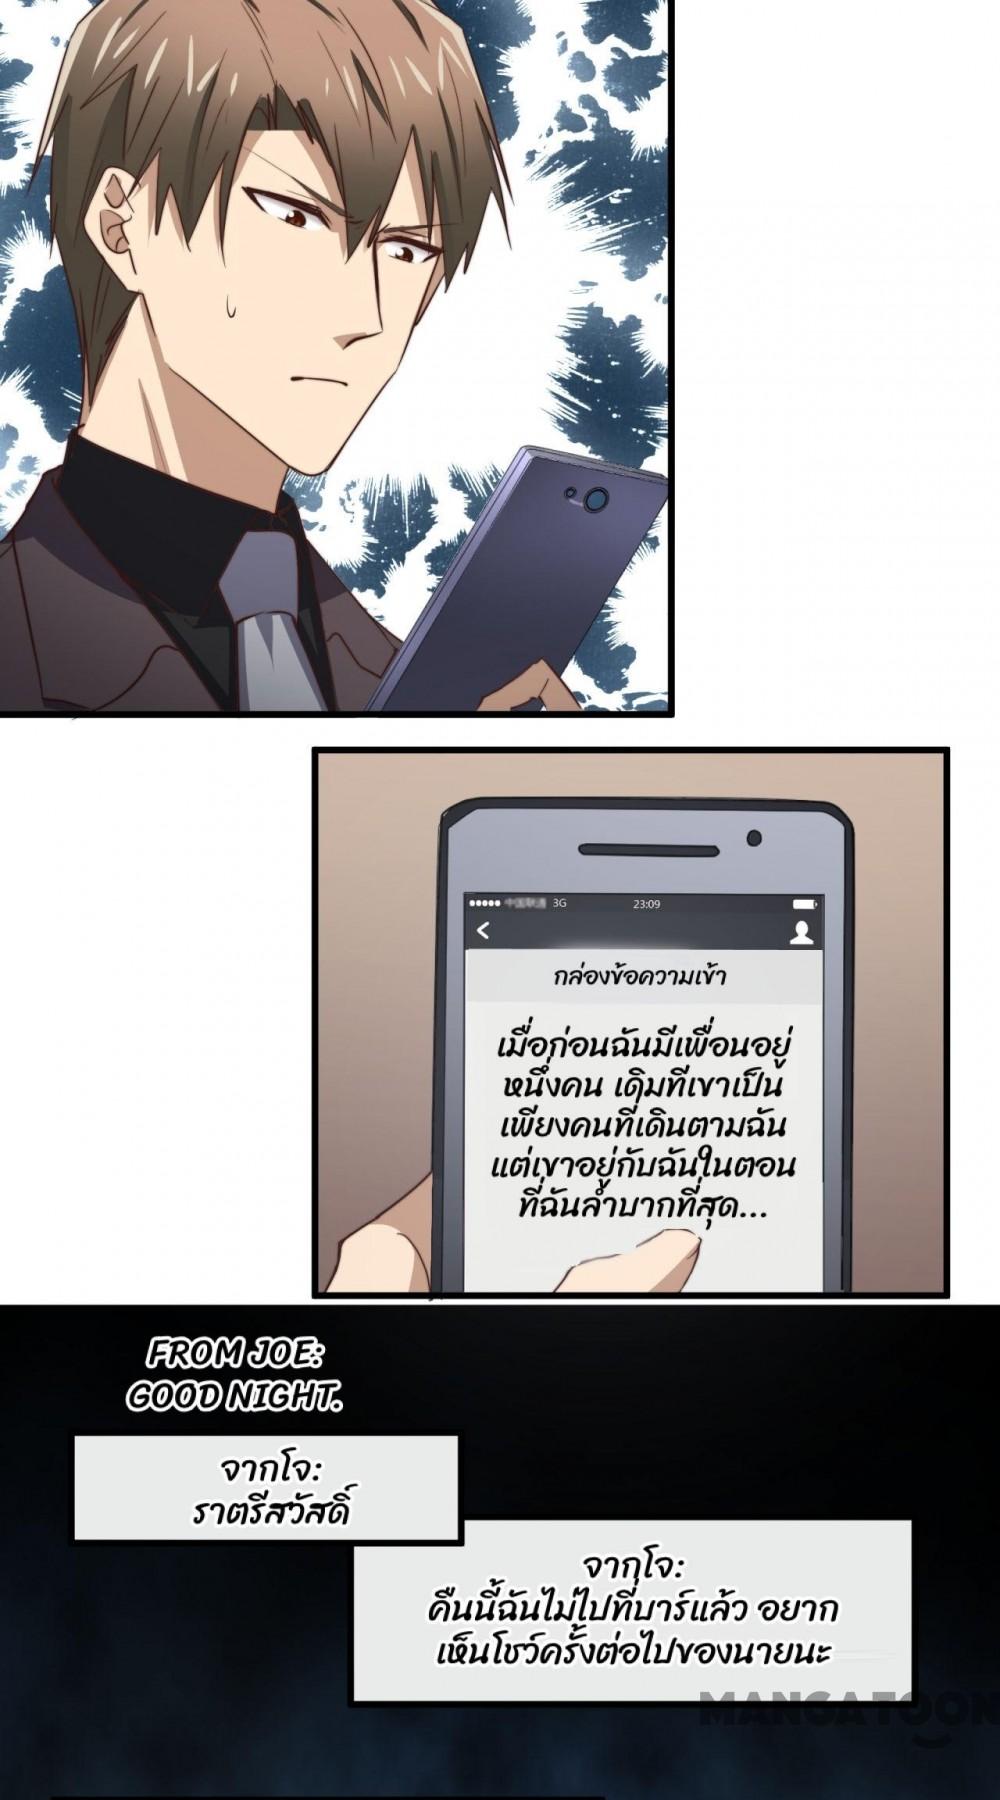 3G 23:09
กล่องข้อความเข้า
เมื่อก่อนฉันมีเพื่อนอยู่
หนึ่งคน เดิมทีเขาเป็น
เพียงคนที่เดินตามฉัน
แต่เขาอยู่กับฉันในตอน
ที่ฉันลำบากที่สุด...
FROM JOE:
GOOD NIGHT.
จากโจ:
ราตรีสวัสดิ์
จากโจ:
คืนนี้ฉันไม่ไปที่บาร์แล้ว อยาก
เห็นโชว์ครั้งต่อไปของนายนะ
MANGATOON